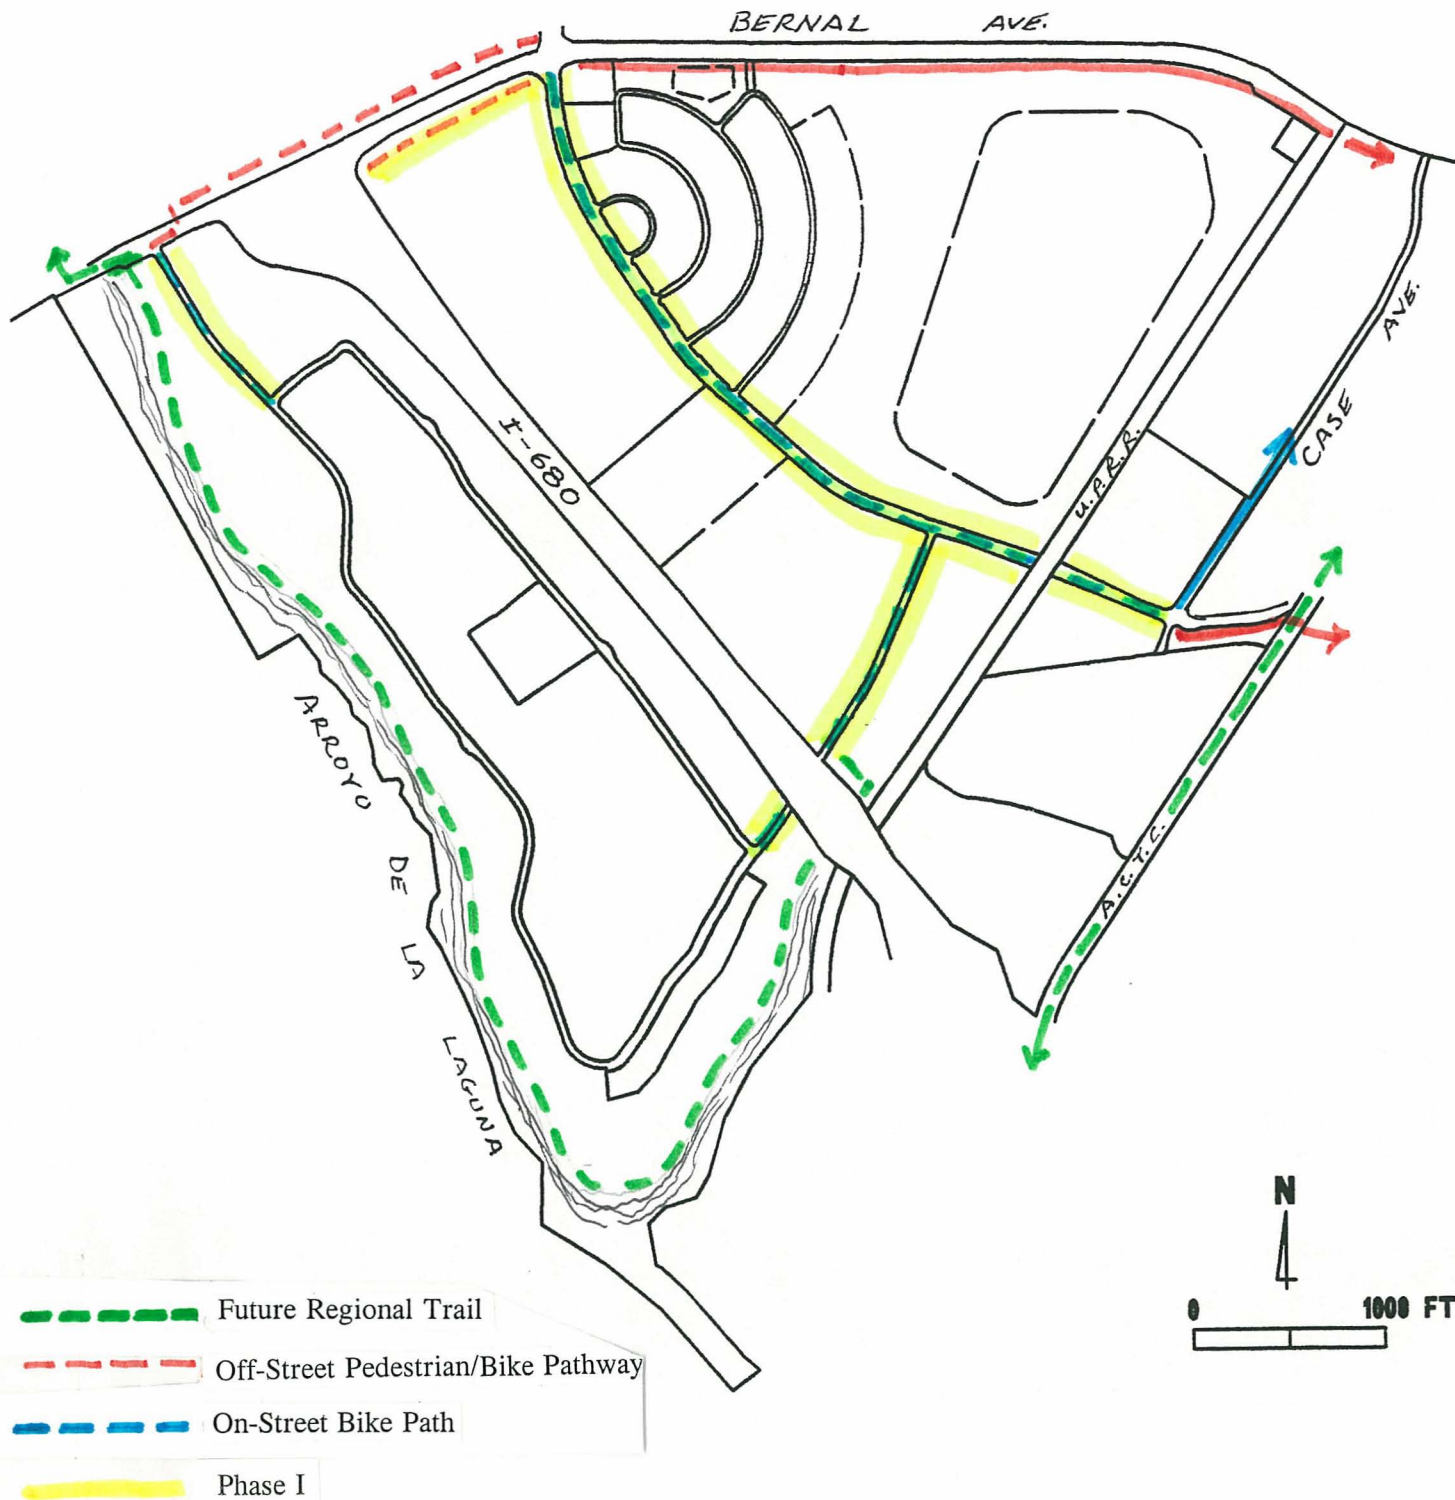 BERNAL AVE.
I-680
U.P.R.R.
CASE AVE.
ARROYO DE LA LAGUNA
A.C.T.C.
N
0 1000 FT
Future Regional Trail
Off-Street Pedestrian/Bike Pathway
On-Street Bike Path
Phase I